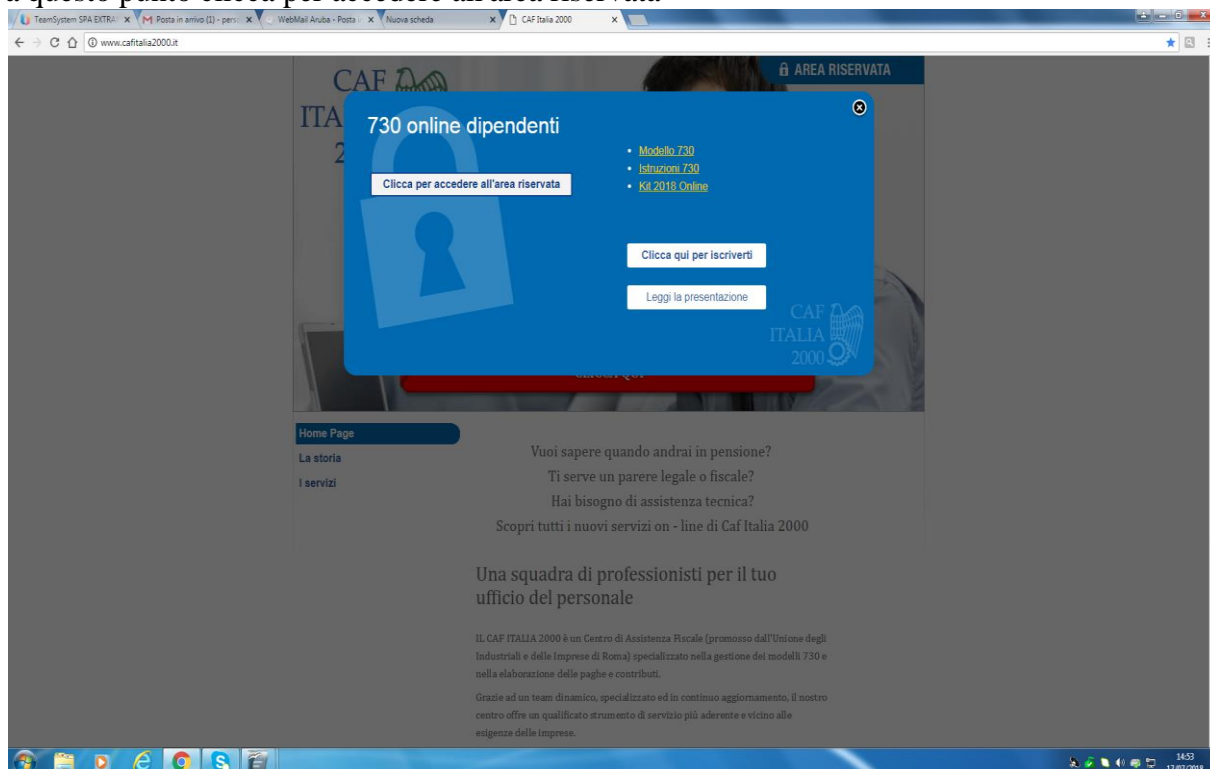 a questo punto clicca per accedere all'area riservata
TeamSystem SPA EXTRA
Posta in arrivo (1) - pers
WebMail Aruba - Posta
Nuova scheda
CAF Italia 2000
www.cafitalia2000.it
AREA RISERVATA
CAF
ITA
2
730 online dipendenti
Clicca per accedere all'area riservata
• Modello 730
• Istruzioni 730
• Kit 2018 Online
Clicca qui per iscriverti
Leggi la presentazione
CAF
ITALIA
2000
Home Page
La storia
I servizi
Vuoi sapere quando andrai in pensione?
Ti serve un parere legale o fiscale?
Hai bisogno di assistenza tecnica?
Scopri tutti i nuovi servizi on - line di Caf Italia 2000
Una squadra di professionisti per il tuo
ufficio del personale
IL CAF ITALIA 2000 è un Centro di Assistenza Fiscale (promosso dall'Unione degli
Industriali e delle Imprese di Roma) specializzato nella gestione dei modelli 730 e
nella elaborazione delle paghe e contributi.
Grazie ad un team dinamico, specializzato ed in continuo aggiornamento, il nostro
centro offre un qualificato strumento di servizio più aderente e vicino alle
esigenze delle imprese.
14:53
17/07/2018